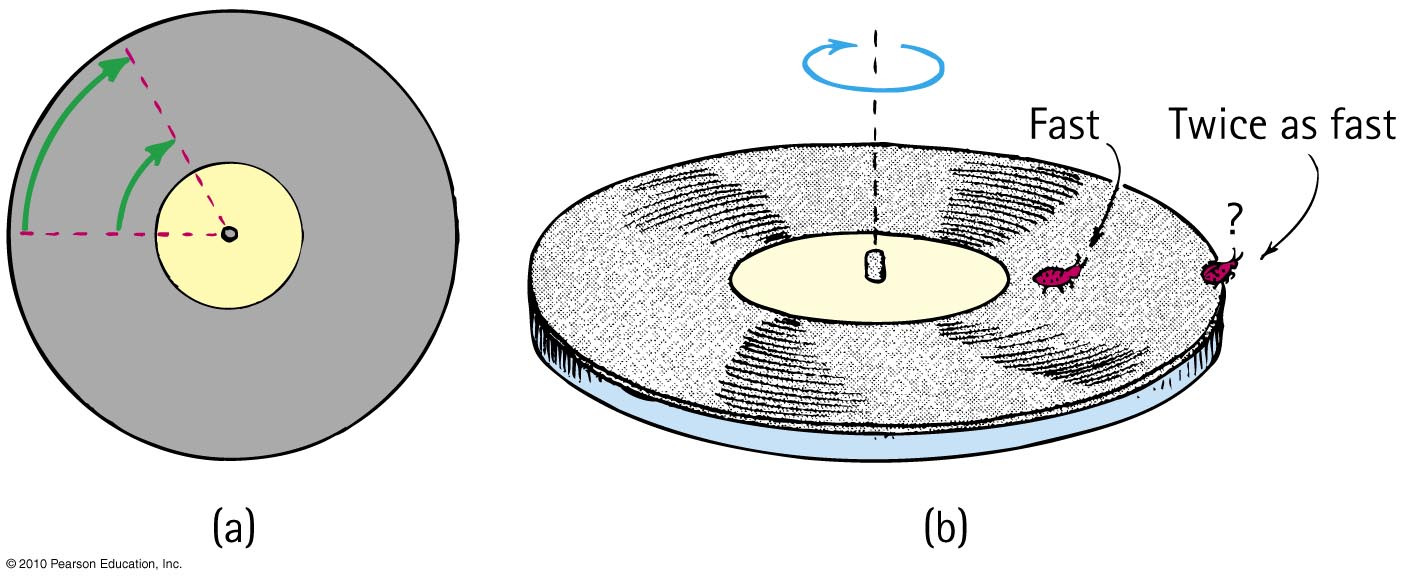 Fast
Twice as fast
?
(a)
(b)
© 2010 Pearson Education, Inc.